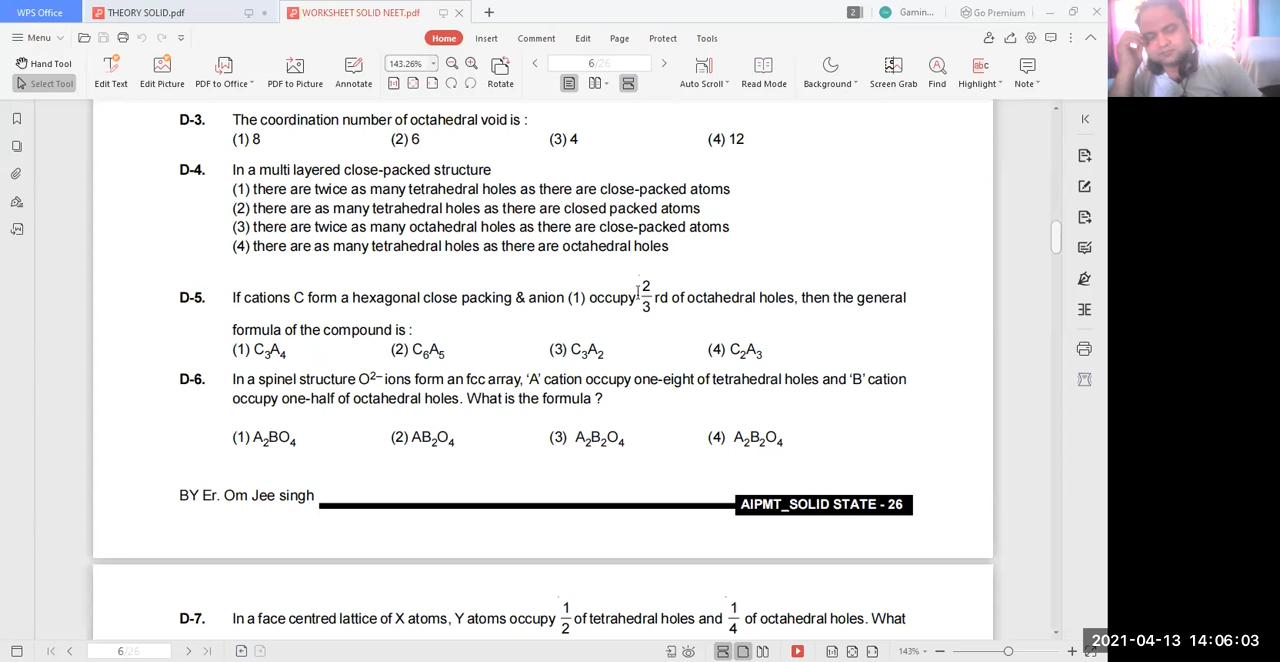 WPS Office
THEORY SOLID.pdf
WORKSHEET SOLID NEET.pdf
2
Gamin...
Go Premium
Menu
Home
Insert
Comment
Edit
Page
Protect
Tools
Hand Tool
Select Tool
Edit Text
Edit Picture
PDF to Office
PDF to Picture
Annotate
143.26%
Rotate
6/26
Auto Scroll
Read Mode
Background
Screen Grab
Find
Highlight
Note
D-3. The coordination number of octahedral void is :
(1) 8 (2) 6 (3) 4 (4) 12
D-4. In a multi layered close-packed structure
(1) there are twice as many tetrahedral holes as there are close-packed atoms
(2) there are as many tetrahedral holes as there are closed packed atoms
(3) there are twice as many octahedral holes as there are close-packed atoms
(4) there are as many tetrahedral holes as there are octahedral holes
D-5. If cations C form a hexagonal close packing & anion (1) occupy 2/3 rd of octahedral holes, then the general
formula of the compound is :
(1) C₃A₄ (2) C₆A₅ (3) C₃A₂ (4) C₂A₃
D-6. In a spinel structure O²⁻ ions form an fcc array, 'A' cation occupy one-eight of tetrahedral holes and 'B' cation
occupy one-half of octahedral holes. What is the formula ?
(1) A₂BO₄ (2) AB₂O₄ (3) A₂B₂O₄ (4) A₂B₂O₄
BY Er. Om Jee singh
AIPMT_SOLID STATE - 26
D-7. In a face centred lattice of X atoms, Y atoms occupy 1/2 of tetrahedral holes and 1/4 of octahedral holes. What
6/26
143%
2021-04-13 14:06:03